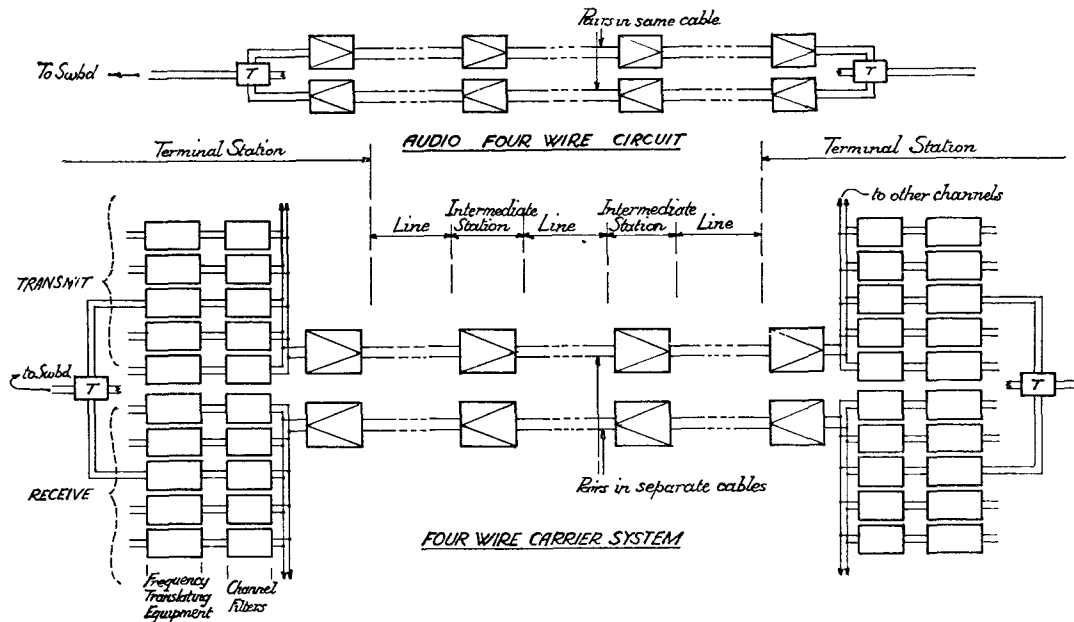 Pairs in same cable
To Swbd
T
T
AUDIO FOUR WIRE CIRCUIT
Terminal Station
Terminal Station
to other channels
Line
Intermediate
Station
Line
Intermediate
Station
Line
TRANSMIT
to Swbd
T
T
RECEIVE
Pairs in separate cables
FOUR WIRE CARRIER SYSTEM
Frequency
Translating
Equipment
Channel
Filters